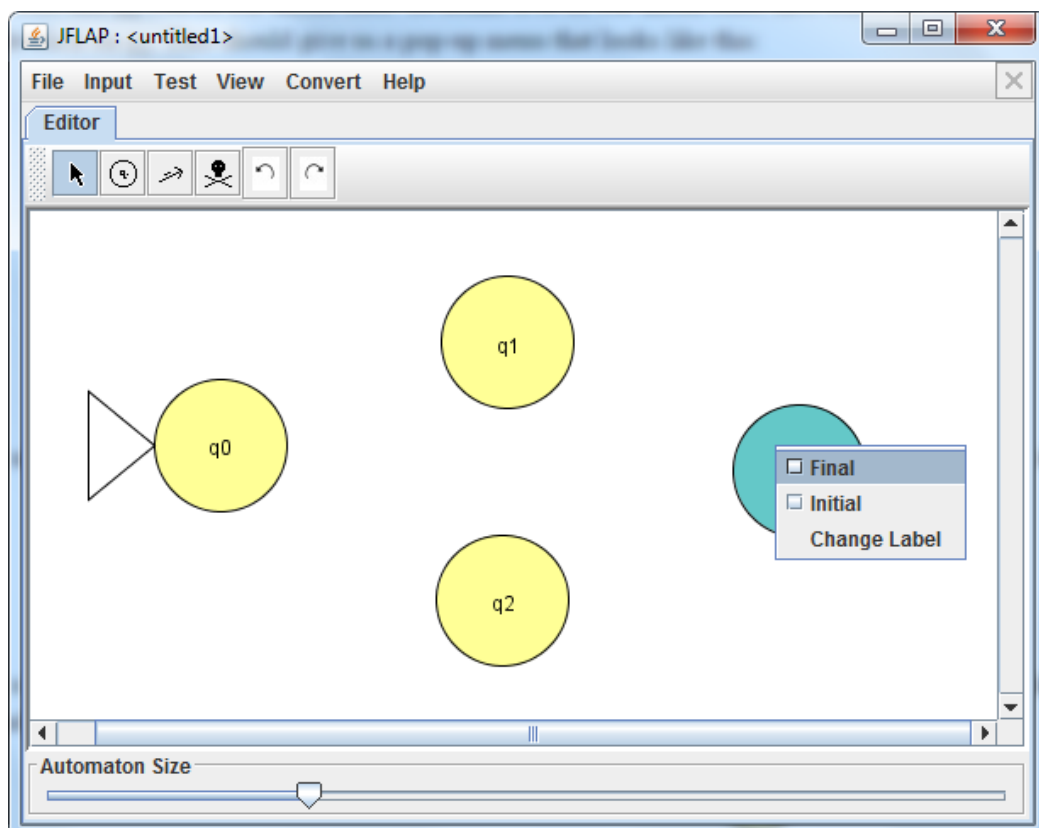 JFLAP : <untitled1>
File Input Test View Convert Help
Editor
q1
q0
Final
Initial
Change Label
q2
Automaton Size